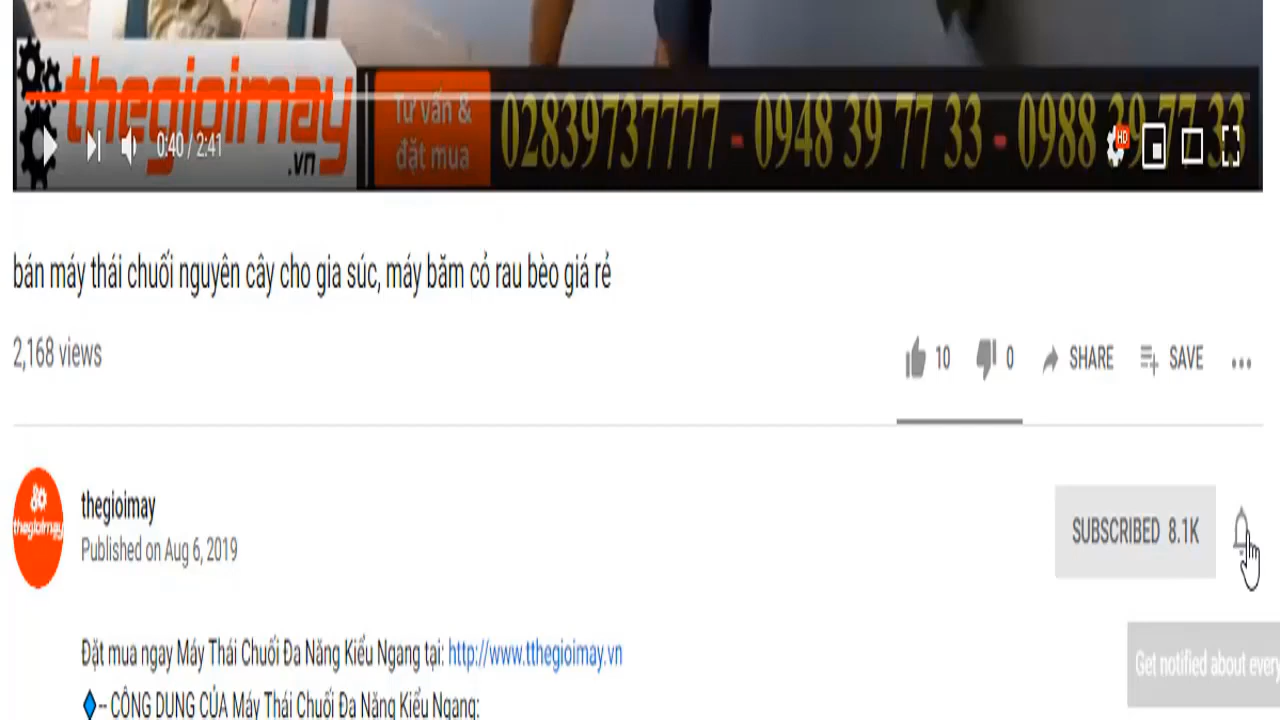 thegioimay
.vn
Tư vấn &
đặt mua
02839737777 - 0948 39 77 33 - 0988 39 77 33
HD
0:40 / 2:41
bán máy thái chuối nguyên cây cho gia súc, máy băm cỏ rau bèo giá rẻ
2,168 views
10 0 SHARE SAVE
thegioimay
thegioimay
Published on Aug 6, 2019
SUBSCRIBED 8.1K
Đặt mua ngay Máy Thái Chuối Đa Năng Kiểu Ngang tại: http://www.tthegioimay.vn
Get notified about every
-- CÔNG DỤNG CỦA Máy Thái Chuối Đa Năng Kiểu Ngang: